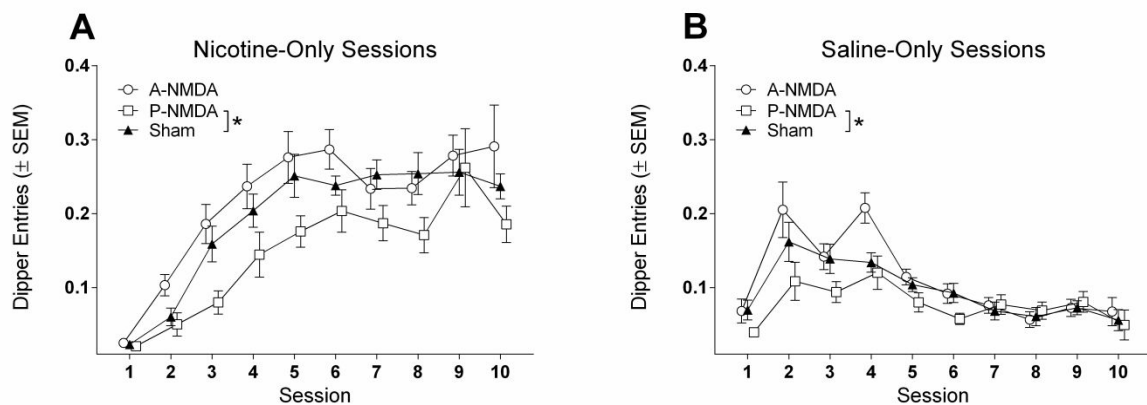 A
Nicotine-Only Sessions
0.4
A-NMDA
P-NMDA
*
Sham
0.3
0.2
0.1
Dipper Entries (± SEM)
1 2 3 4 5 6 7 8 9 10
Session
B
Saline-Only Sessions
0.4
A-NMDA
P-NMDA
*
Sham
0.3
0.2
0.1
Dipper Entries (± SEM)
1 2 3 4 5 6 7 8 9 10
Session